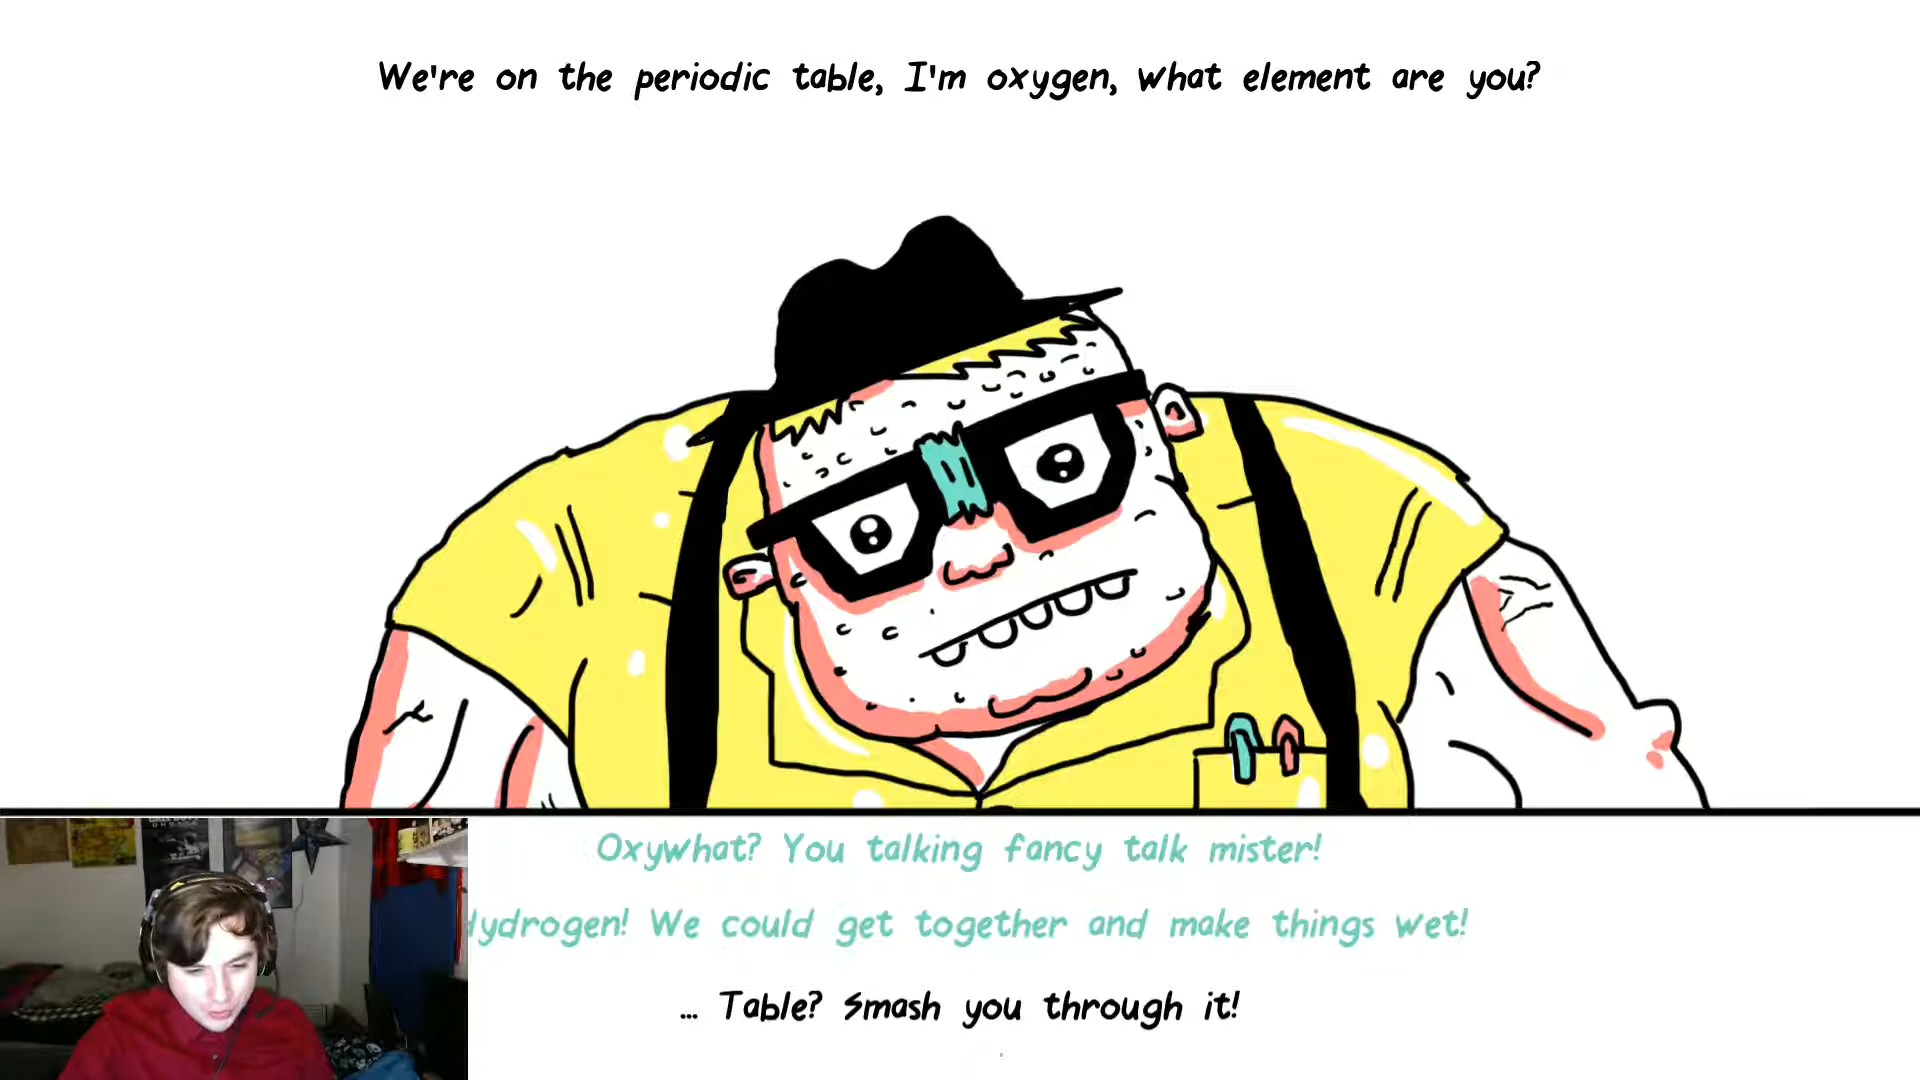 We're on the periodic table, I'm oxygen, what element are you?
Oxywhat? You talking fancy talk mister!
Hydrogen! We could get together and make things wet!
... Table? Smash you through it!